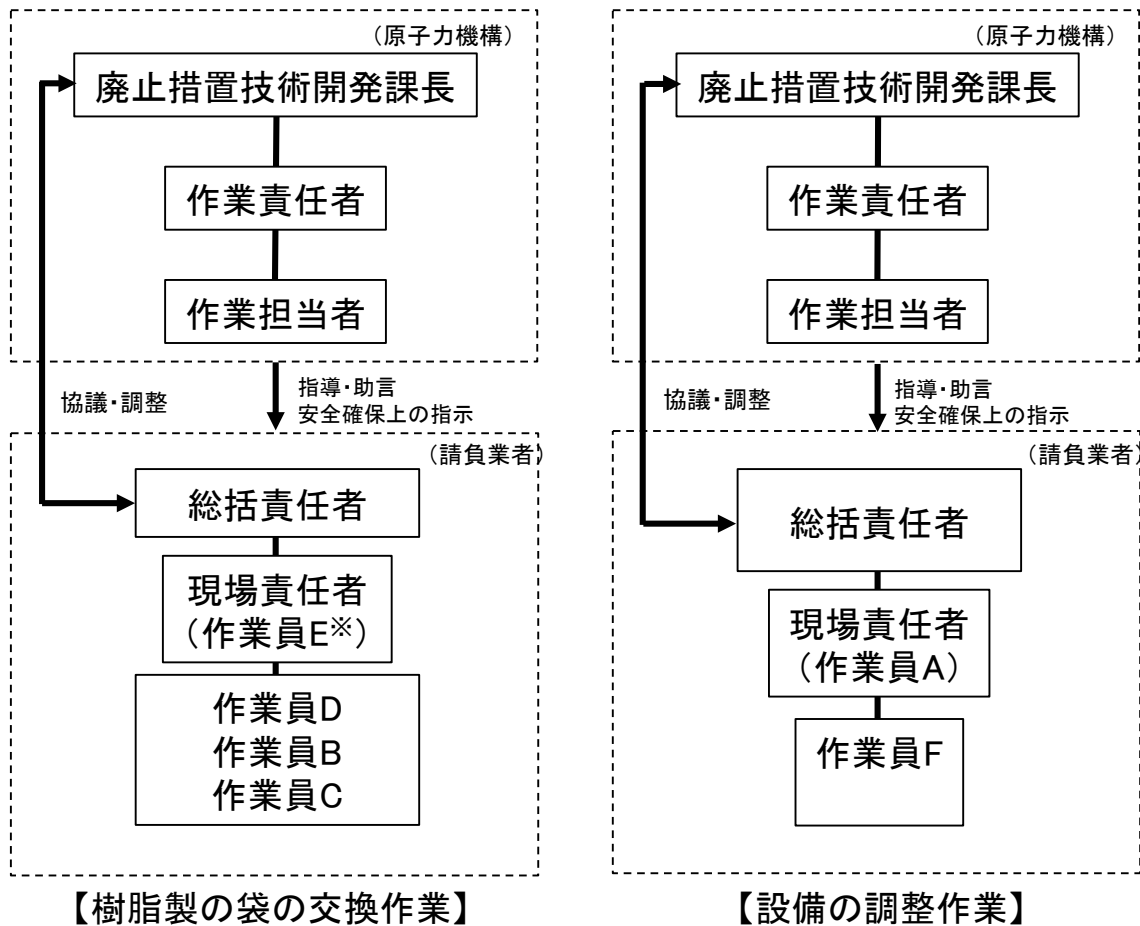 （原子力機構）
廃止措置技術開発課長
作業責任者
作業担当者
協議・調整
指導・助言
安全確保上の指示
（請負業者）
総括責任者
現場責任者
（作業員E※）
作業員D
作業員B
作業員C
【樹脂製の袋の交換作業】
（原子力機構）
廃止措置技術開発課長
作業責任者
作業担当者
協議・調整
指導・助言
安全確保上の指示
（請負業者）
総括責任者
現場責任者
（作業員A）
作業員F
【設備の調整作業】